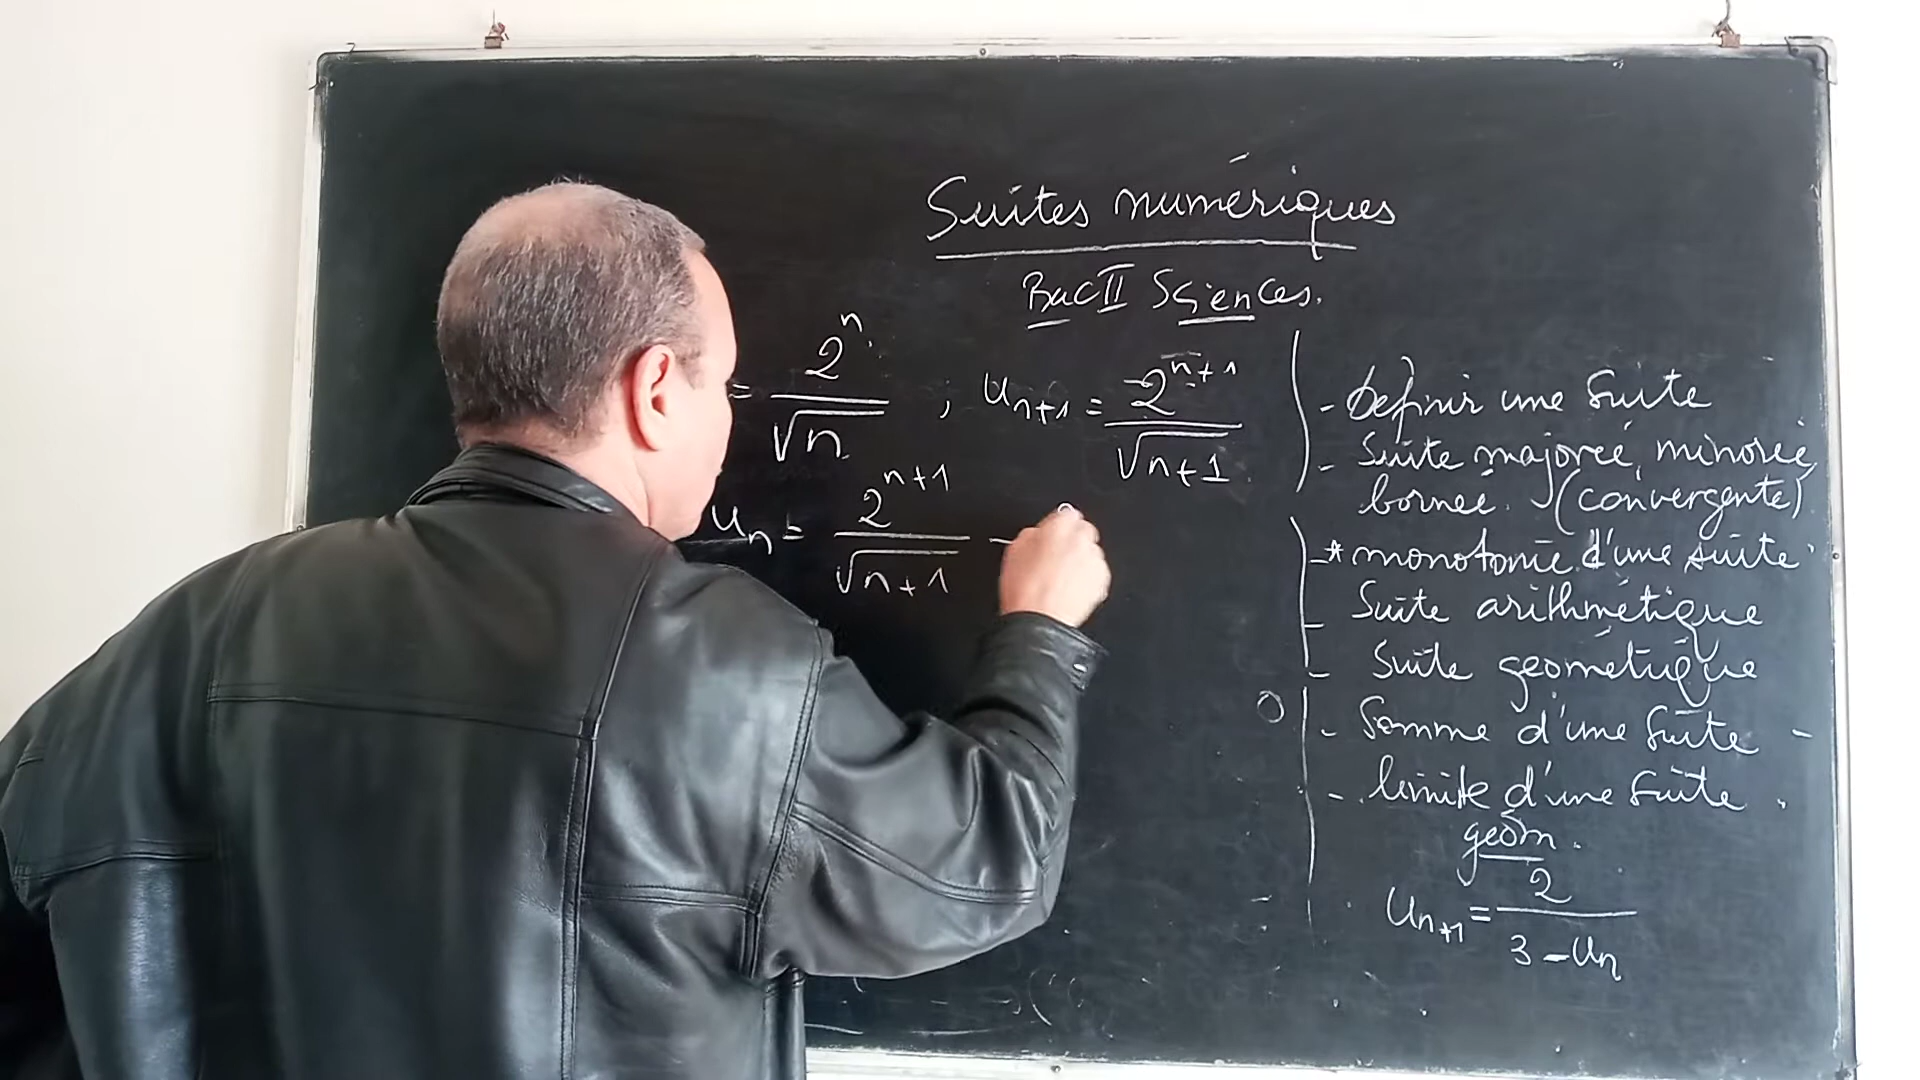 Suites numériques
Bac II Sciences.
= 2^n / √n ; u_{n+1} = 2^{n+1} / √n+1.
u_n = 2^{n+1} / √n+1 -
- Définir une Suite
- Suite majorée, minorée,
bornée. (convergente)
-* monotonie d'une suite.
- Suite arithmétique
- Suite géométrique
- Somme d'une Suite -
- limite d'une Suite.
géom.
U_{n+1} = 2 / 3 - U_n